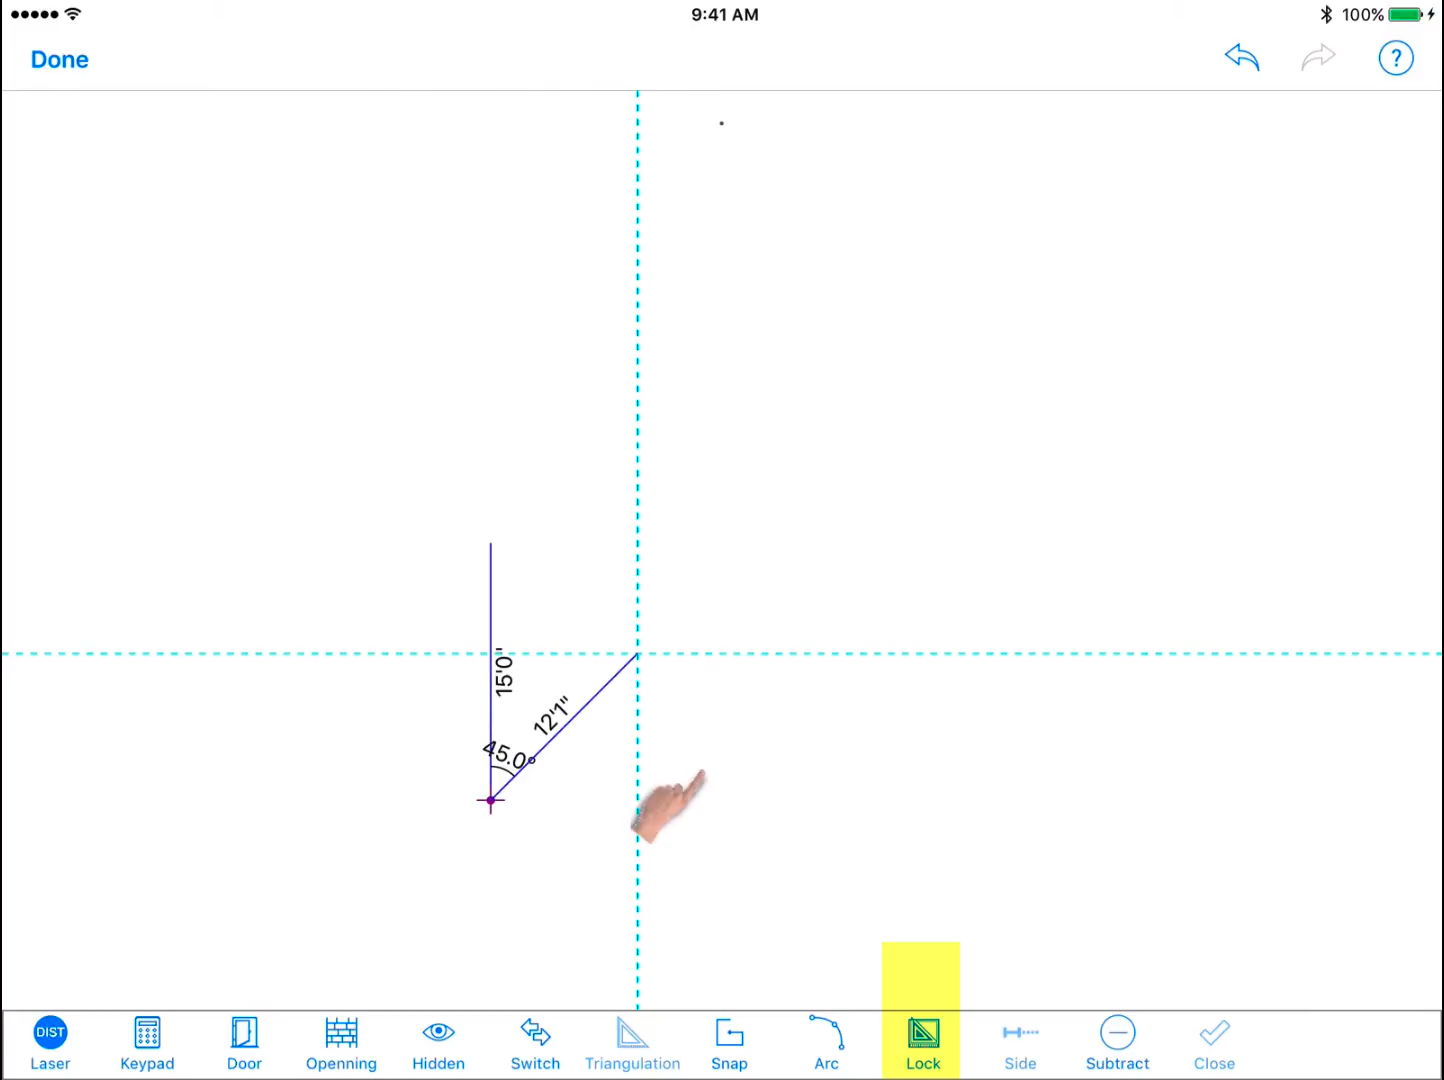 9:41 AM
100%
Done
?
15'0"
12'1"
45.0°
DIST
Laser
Keypad
Door
Openning
Hidden
Switch
Triangulation
Snap
Arc
Lock
Side
Subtract
Close